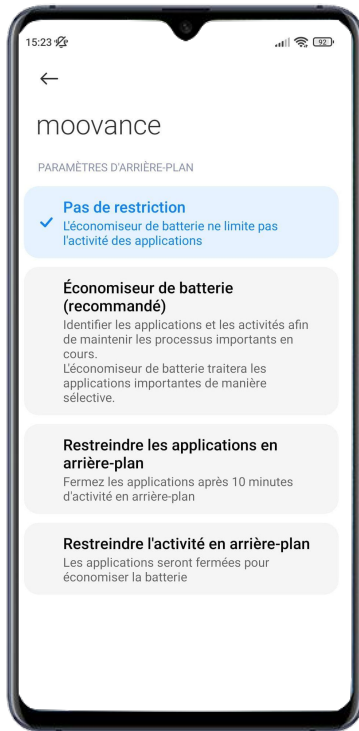 15:23
92
moovance
PARAMÈTRES D'ARRIÈRE-PLAN
Pas de restriction
L'économiseur de batterie ne limite pas
l'activité des applications
Économiseur de batterie
(recommandé)
Identifier les applications et les activités afin
de maintenir les processus importants en
cours.
L'économiseur de batterie traitera les
applications importantes de manière
sélective.
Restreindre les applications en
arrière-plan
Fermez les applications après 10 minutes
d'activité en arrière-plan
Restreindre l'activité en arrière-plan
Les applications seront fermées pour
économiser la batterie